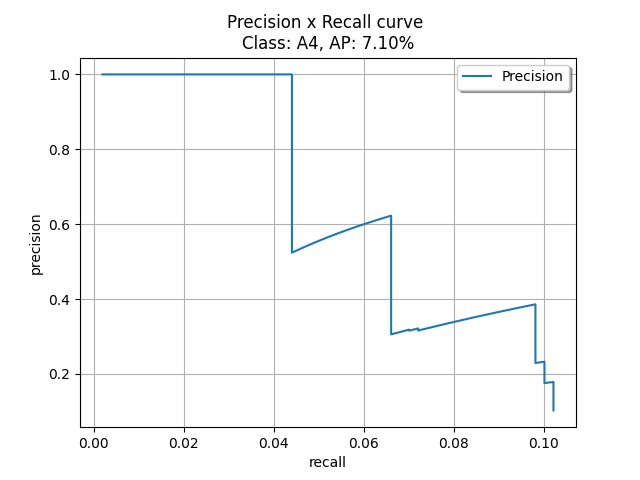 Precision x Recall curve
Class: A4, AP: 7.10%
Precision
1.0
0.8
0.6
0.4
0.2
precision
0.00 0.02 0.04 0.06 0.08 0.10
recall